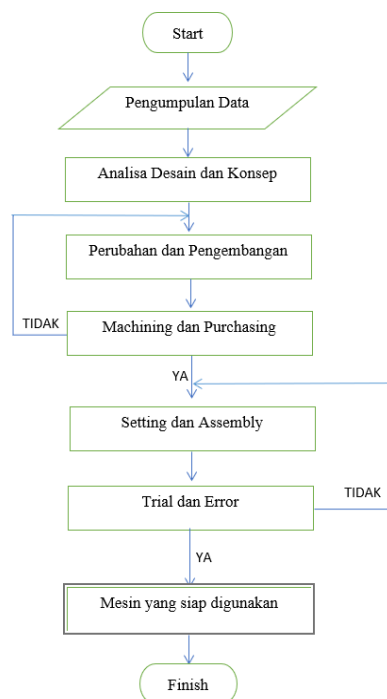 Start
Pengumpulan Data
Analisa Desain dan Konsep
Perubahan dan Pengembangan
TIDAK
Machining dan Purchasing
YA
Setting dan Assembly
Trial dan Error
TIDAK
YA
Mesin yang siap digunakan
Finish